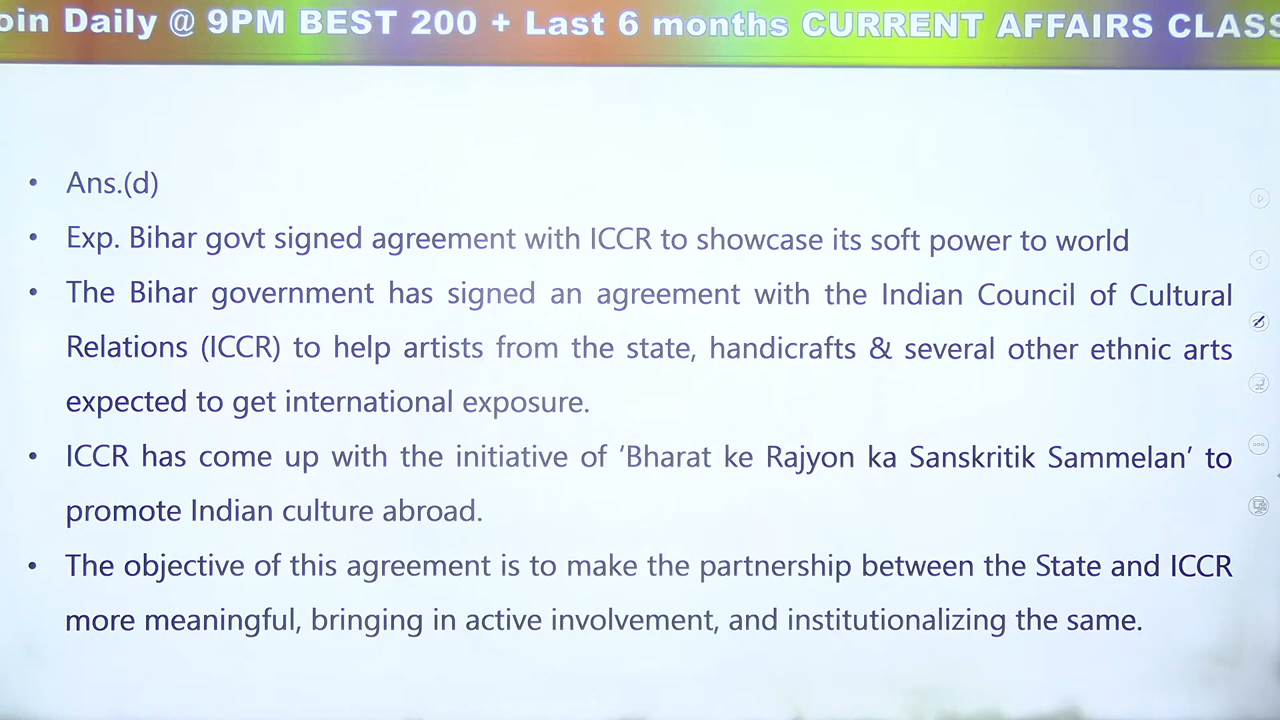 oin Daily @ 9PM BEST 200 + Last 6 months CURRENT AFFAIRS CLASS
• Ans.(d)
• Exp. Bihar govt signed agreement with ICCR to showcase its soft power to world
• The Bihar government has signed an agreement with the Indian Council of Cultural
Relations (ICCR) to help artists from the state, handicrafts & several other ethnic arts
expected to get international exposure.
• ICCR has come up with the initiative of ‘Bharat ke Rajyon ka Sanskritik Sammelan’ to
promote Indian culture abroad.
• The objective of this agreement is to make the partnership between the State and ICCR
more meaningful, bringing in active involvement, and institutionalizing the same.